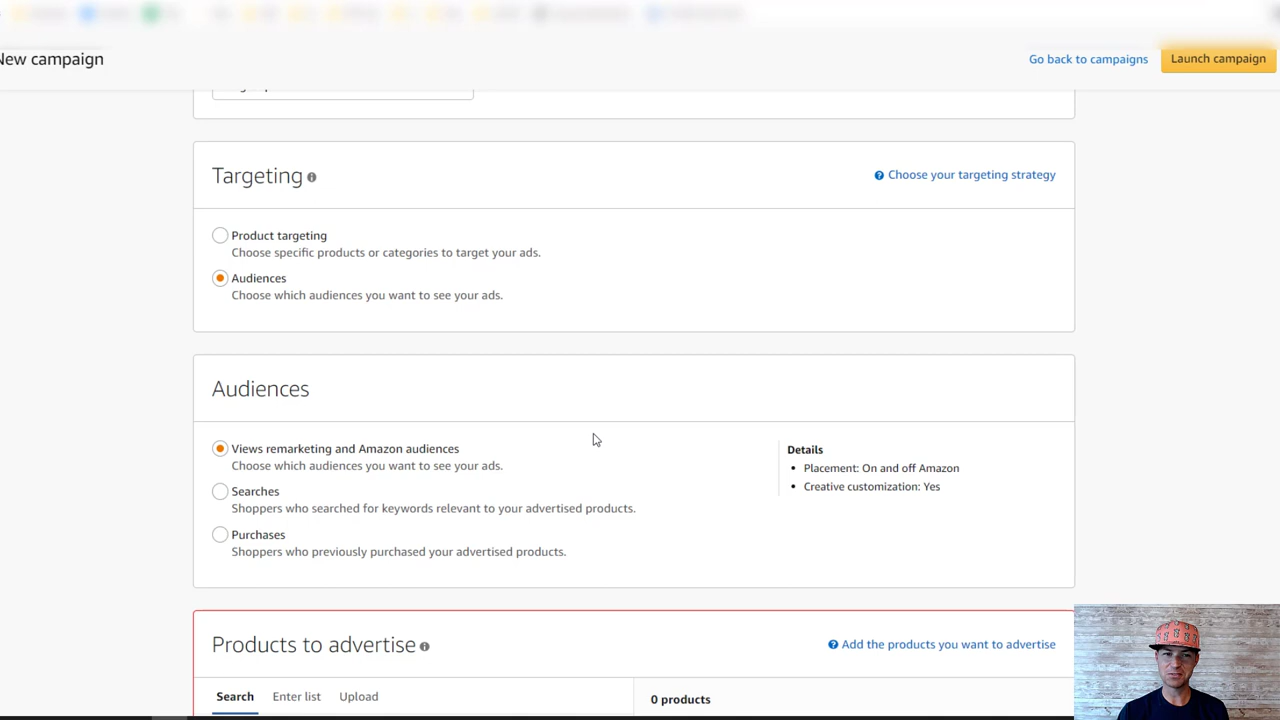 New campaign
Go back to campaigns
Launch campaign
Targeting
Choose your targeting strategy
Product targeting
Choose specific products or categories to target your ads.
Audiences
Choose which audiences you want to see your ads.
Audiences
Views remarketing and Amazon audiences
Choose which audiences you want to see your ads.
Searches
Shoppers who searched for keywords relevant to your advertised products.
Purchases
Shoppers who previously purchased your advertised products.
Details
• Placement: On and off Amazon
• Creative customization: Yes
Products to advertise
Add the products you want to advertise
Search
Enter list
Upload
0 products